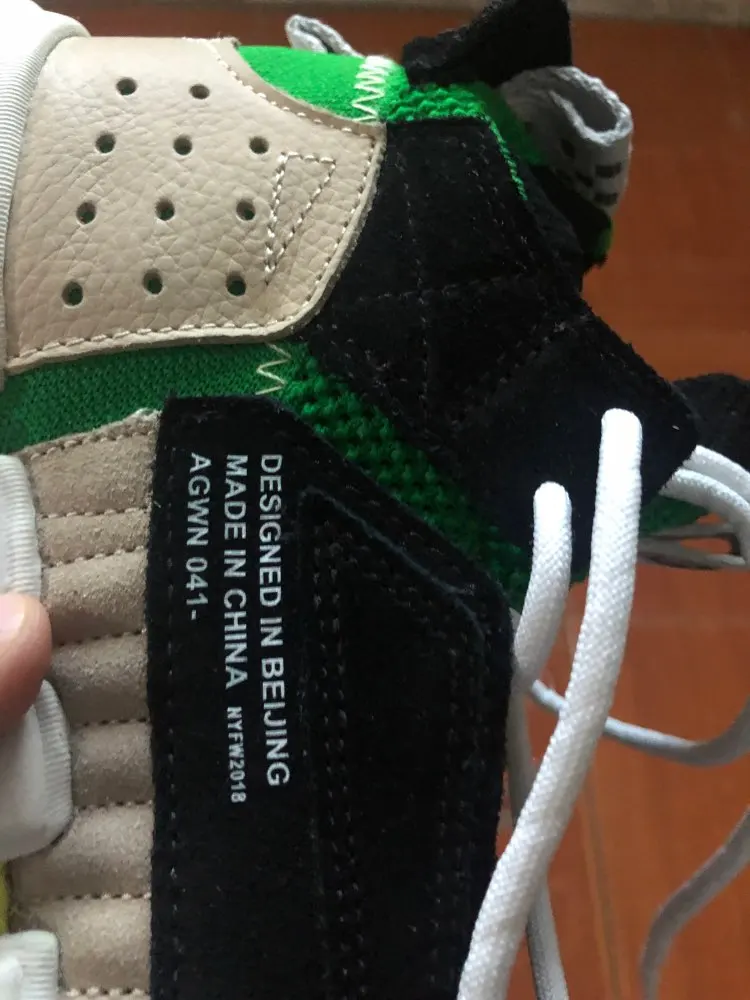 DESIGNED IN BEIJING
MADE IN CHINA NYFW2018
AGWN 041-